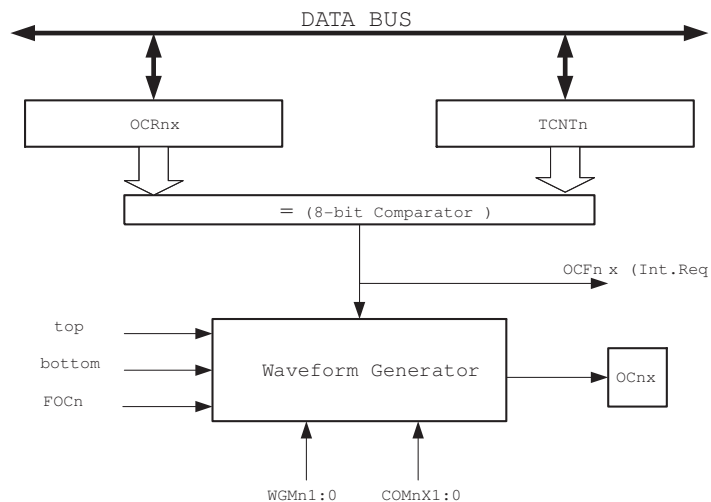 DATA BUS
OCRnx
TCNTn
= (8-bit Comparator )
OCFn x (Int.Req
top
bottom
FOCn
Waveform Generator
OCnx
WGMn1:0
COMnX1:0